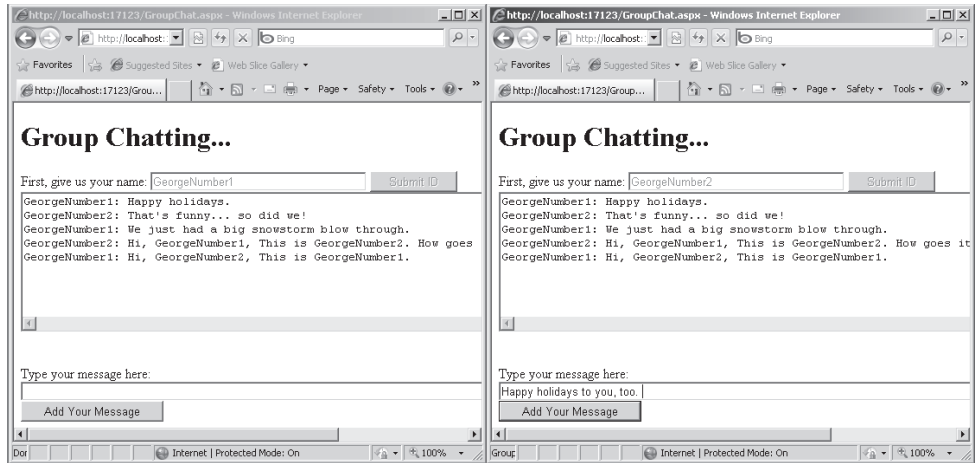 http://localhost:17123/GroupChat.aspx - Windows Internet Explorer
http://localhost:
Bing
Favorites Suggested Sites Web Slice Gallery
http://localhost:17123/Grou... Page Safety Tools »
Group Chatting...
First, give us your name: GeorgeNumber1 Submit ID
GeorgeNumber1: Happy holidays.
GeorgeNumber2: That's funny... so did we!
GeorgeNumber1: We just had a big snowstorm blow through.
GeorgeNumber2: Hi, GeorgeNumber1, This is GeorgeNumber2. How goes
GeorgeNumber1: Hi, GeorgeNumber2, This is GeorgeNumber1.
Type your message here:
Add Your Message
Dor Internet | Protected Mode: On 100%
http://localhost:17123/GroupChat.aspx - Windows Internet Explorer
http://localhost:
Bing
Favorites Suggested Sites Web Slice Gallery
http://localhost:17123/Group... Page Safety Tools »
Group Chatting...
First, give us your name: GeorgeNumber2 Submit ID
GeorgeNumber1: Happy holidays.
GeorgeNumber2: That's funny... so did we!
GeorgeNumber1: We just had a big snowstorm blow through.
GeorgeNumber2: Hi, GeorgeNumber1, This is GeorgeNumber2. How goes it
GeorgeNumber1: Hi, GeorgeNumber2, This is GeorgeNumber1.
Type your message here:
Happy holidays to you, too.
Add Your Message
Group Internet | Protected Mode: On 100%